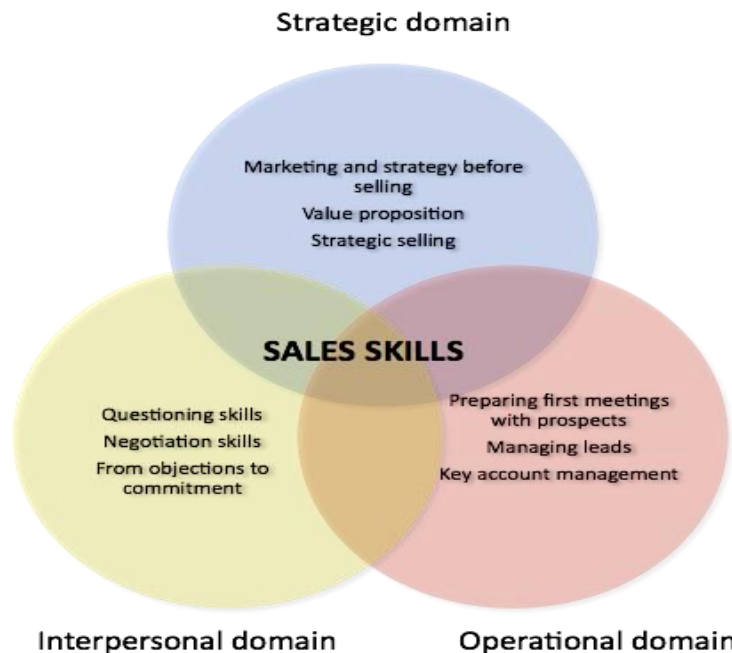 Strategic domain
Marketing and strategy before
selling
Value proposition
Strategic selling
SALES SKILLS
Questioning skills
Negotiation skills
From objections to
commitment
Preparing first meetings
with prospects
Managing leads
Key account management
Interpersonal domain
Operational domain